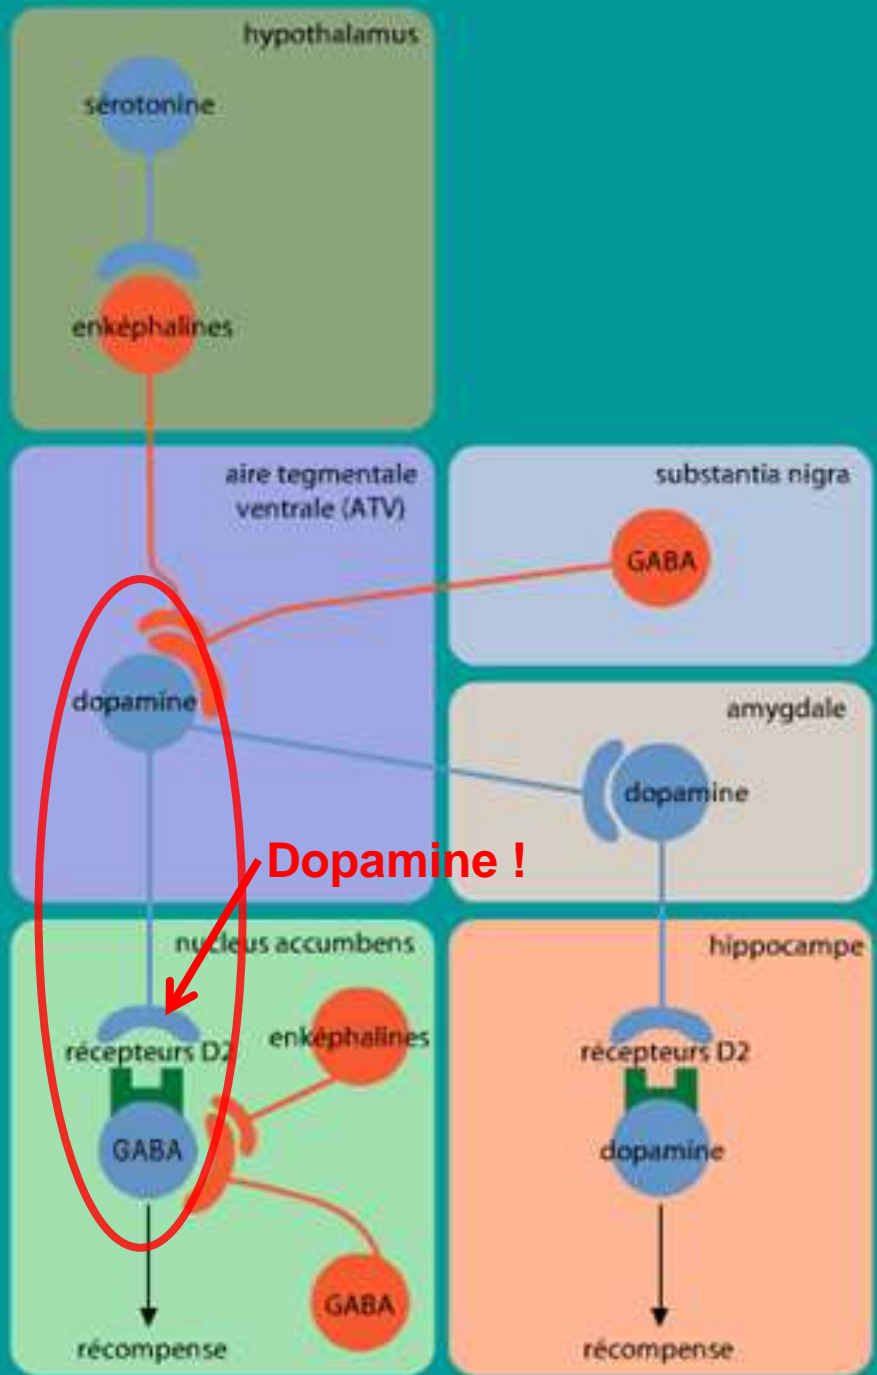 hypothalamus
sérotonine
enképhalines
aire tegmentale
ventrale (ATV)
substantia nigra
GABA
dopamine
amygdale
dopamine
Dopamine !
nucleus accumbens
enképhalines
récepteurs D2
GABA
GABA
récompense
hippocampe
récepteurs D2
dopamine
récompense